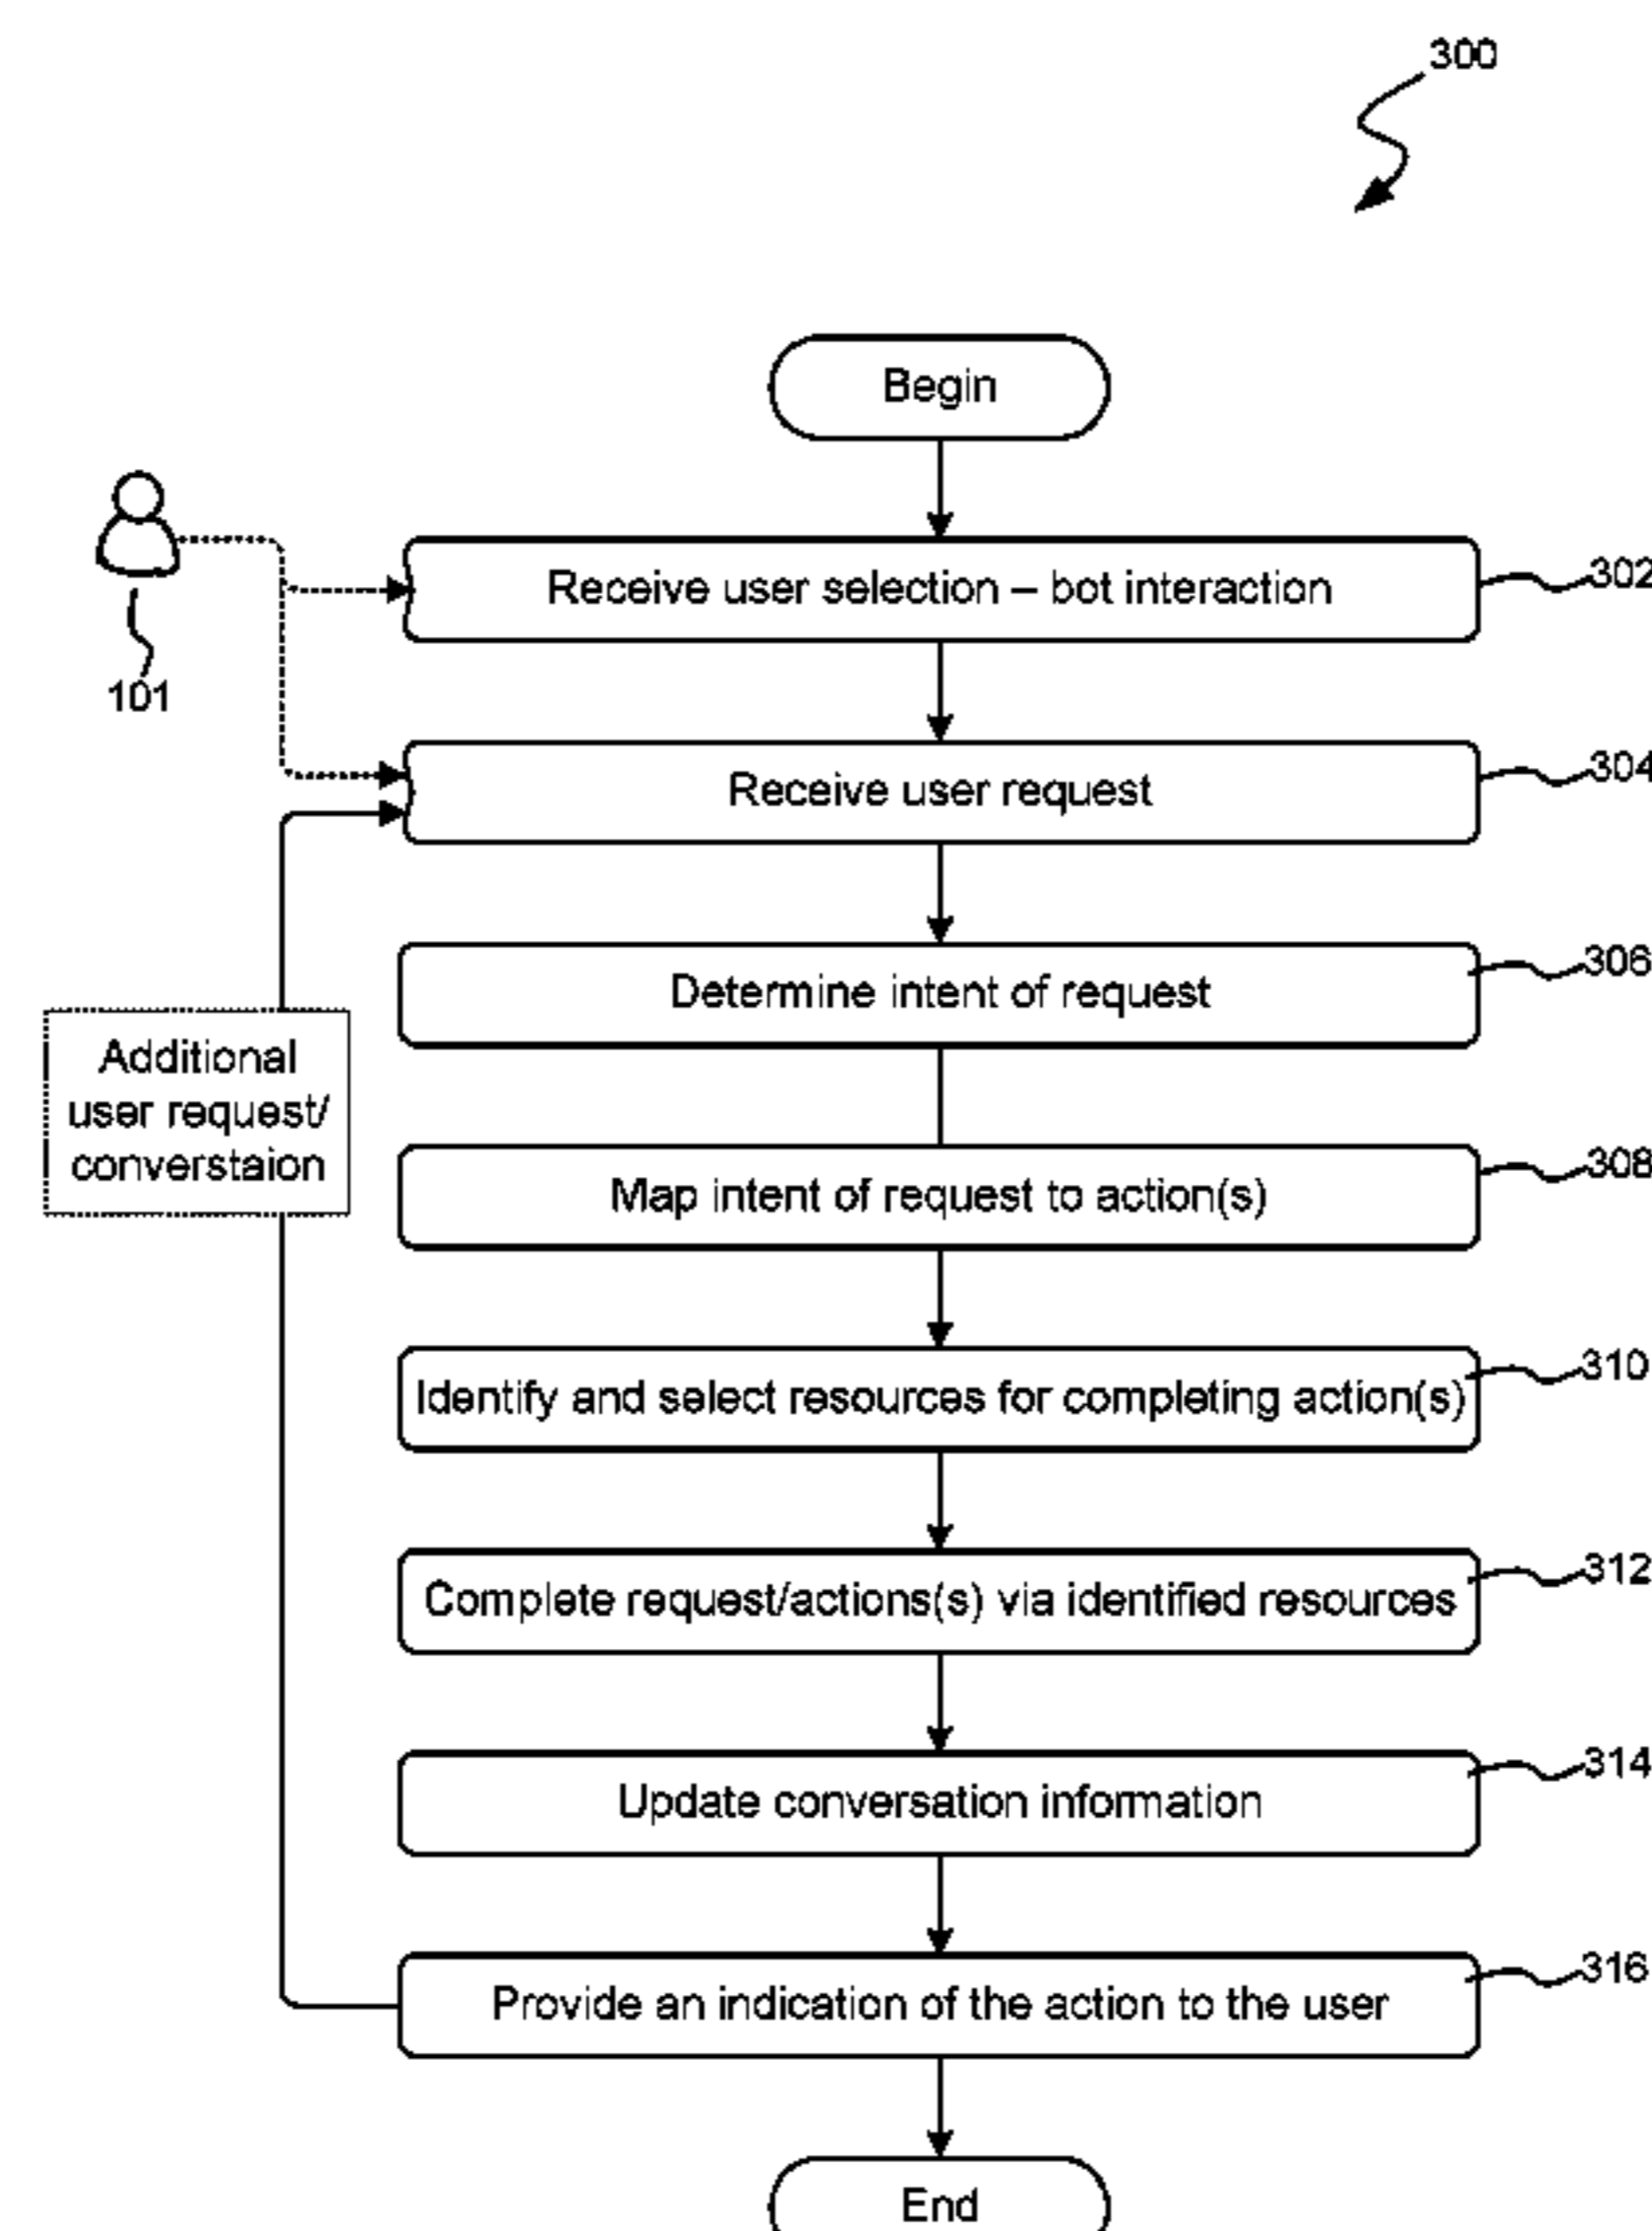 300
Begin
Receive user selection – bot interaction
302
101
Receive user request
304
Determine intent of request
306
Additional
user request/
converstaion
Map intent of request to action(s)
308
Identify and select resources for completing action(s)
310
Complete request/actions(s) via identified resources
312
Update conversation information
314
Provide an indication of the action to the user
316
End